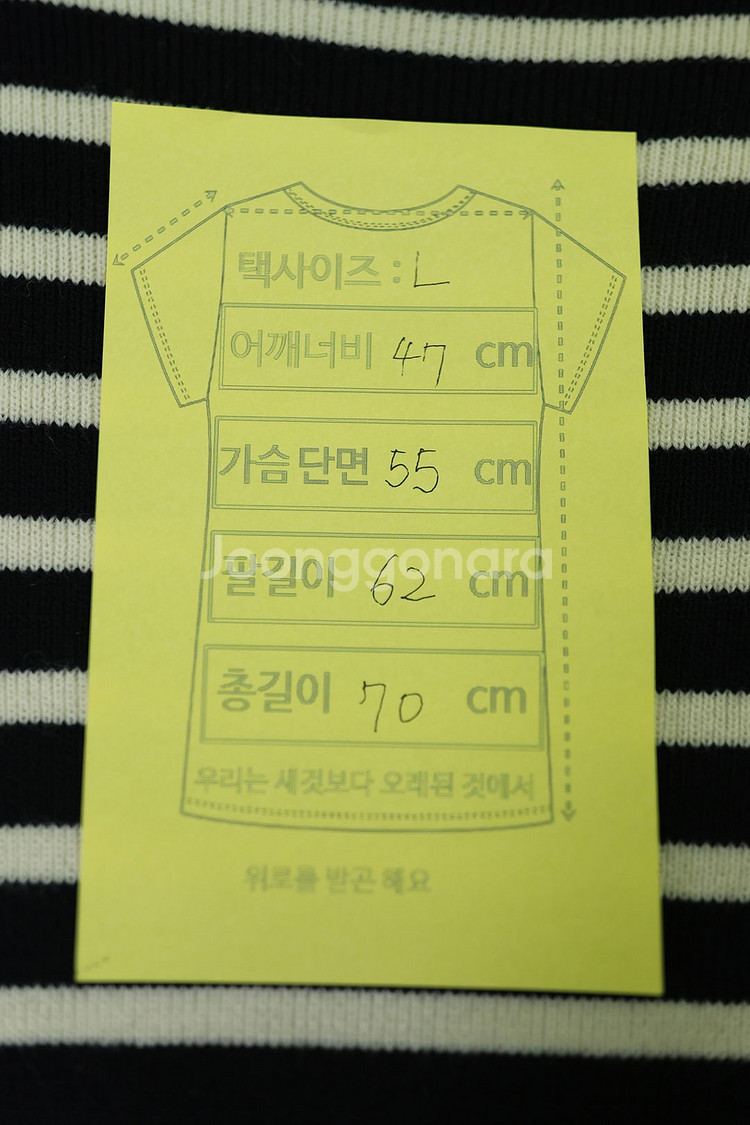 택사이즈 : L
어깨너비 47 cm
가슴단면 55 cm
팔길이 62 cm
Joonggonara
총길이 70 cm
우리는 새것보다 오래된 것에서
위로를 받곤 해요